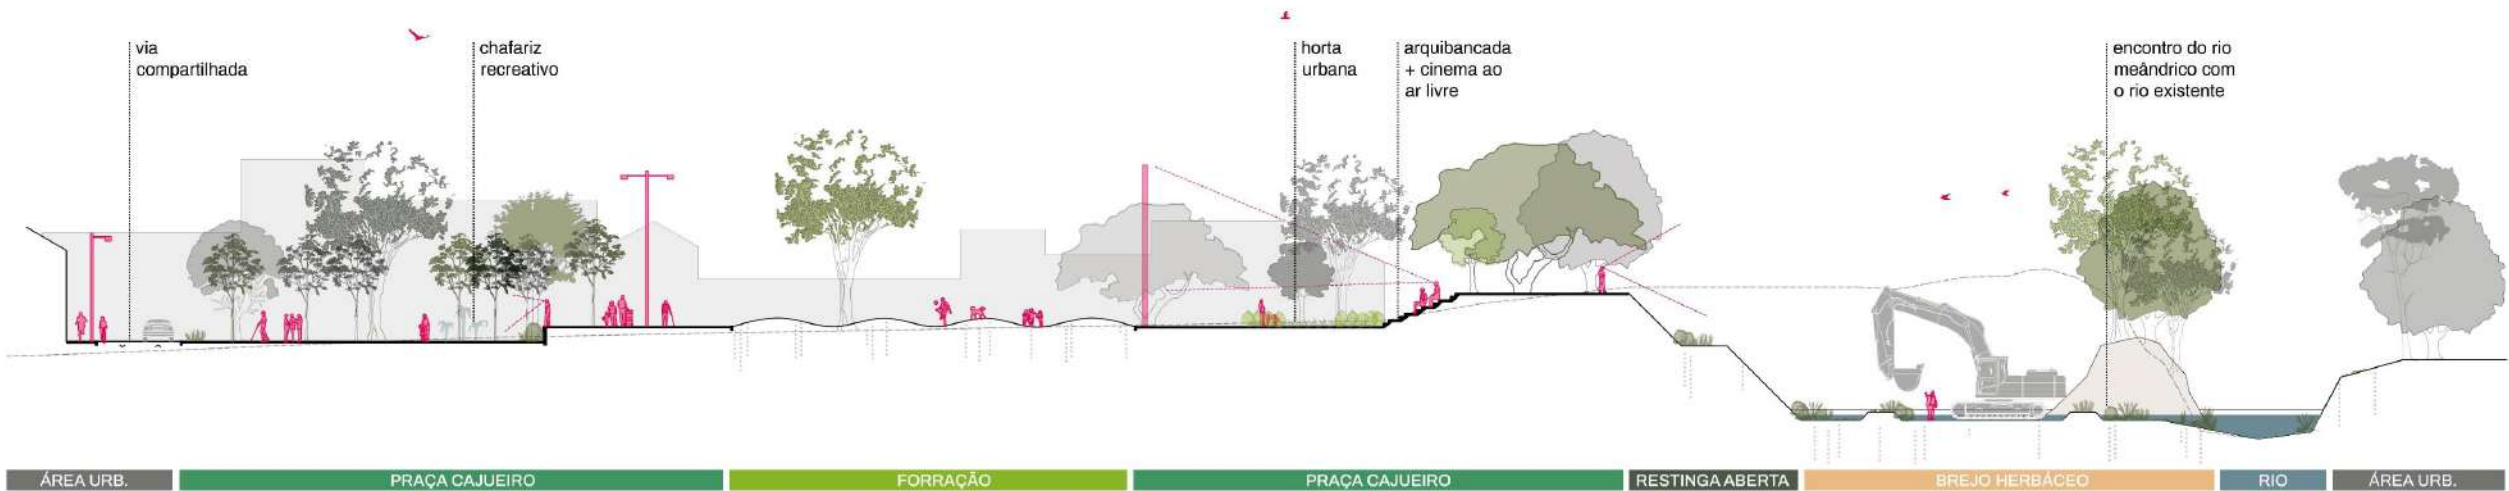 via
compartilhada
chafariz
recreativo
horta
urbana
arquibancada
+ cinema ao
ar livre
encontro do rio
meândrico com
o rio existente
ÁREA URB.
PRAÇA CAJUEIRO
FORRAÇÃO
PRAÇA CAJUEIRO
RESTINGA ABERTA
BREJO HERBÁCEO
RIO
ÁREA URB.